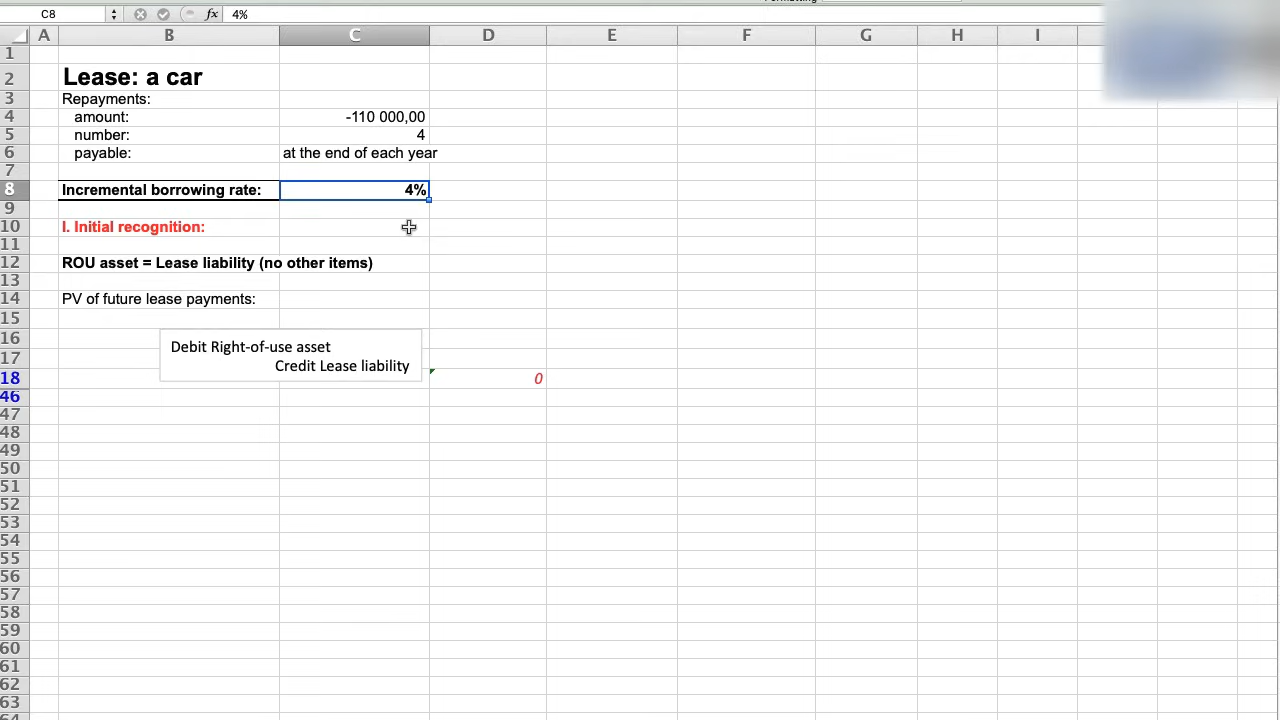 C8 fx 4%
A B C D E F G H I
1
2 Lease: a car
3 Repayments:
4 amount: -110 000,00
5 number: 4
6 payable: at the end of each year
7
8 Incremental borrowing rate: 4%
9
10 I. Initial recognition:
11
12 ROU asset = Lease liability (no other items)
13
14 PV of future lease payments:
15
16 Debit Right-of-use asset
17 Credit Lease liability
18 0
46
47
48
49
50
51
52
53
54
55
56
57
58
59
60
61
62
63